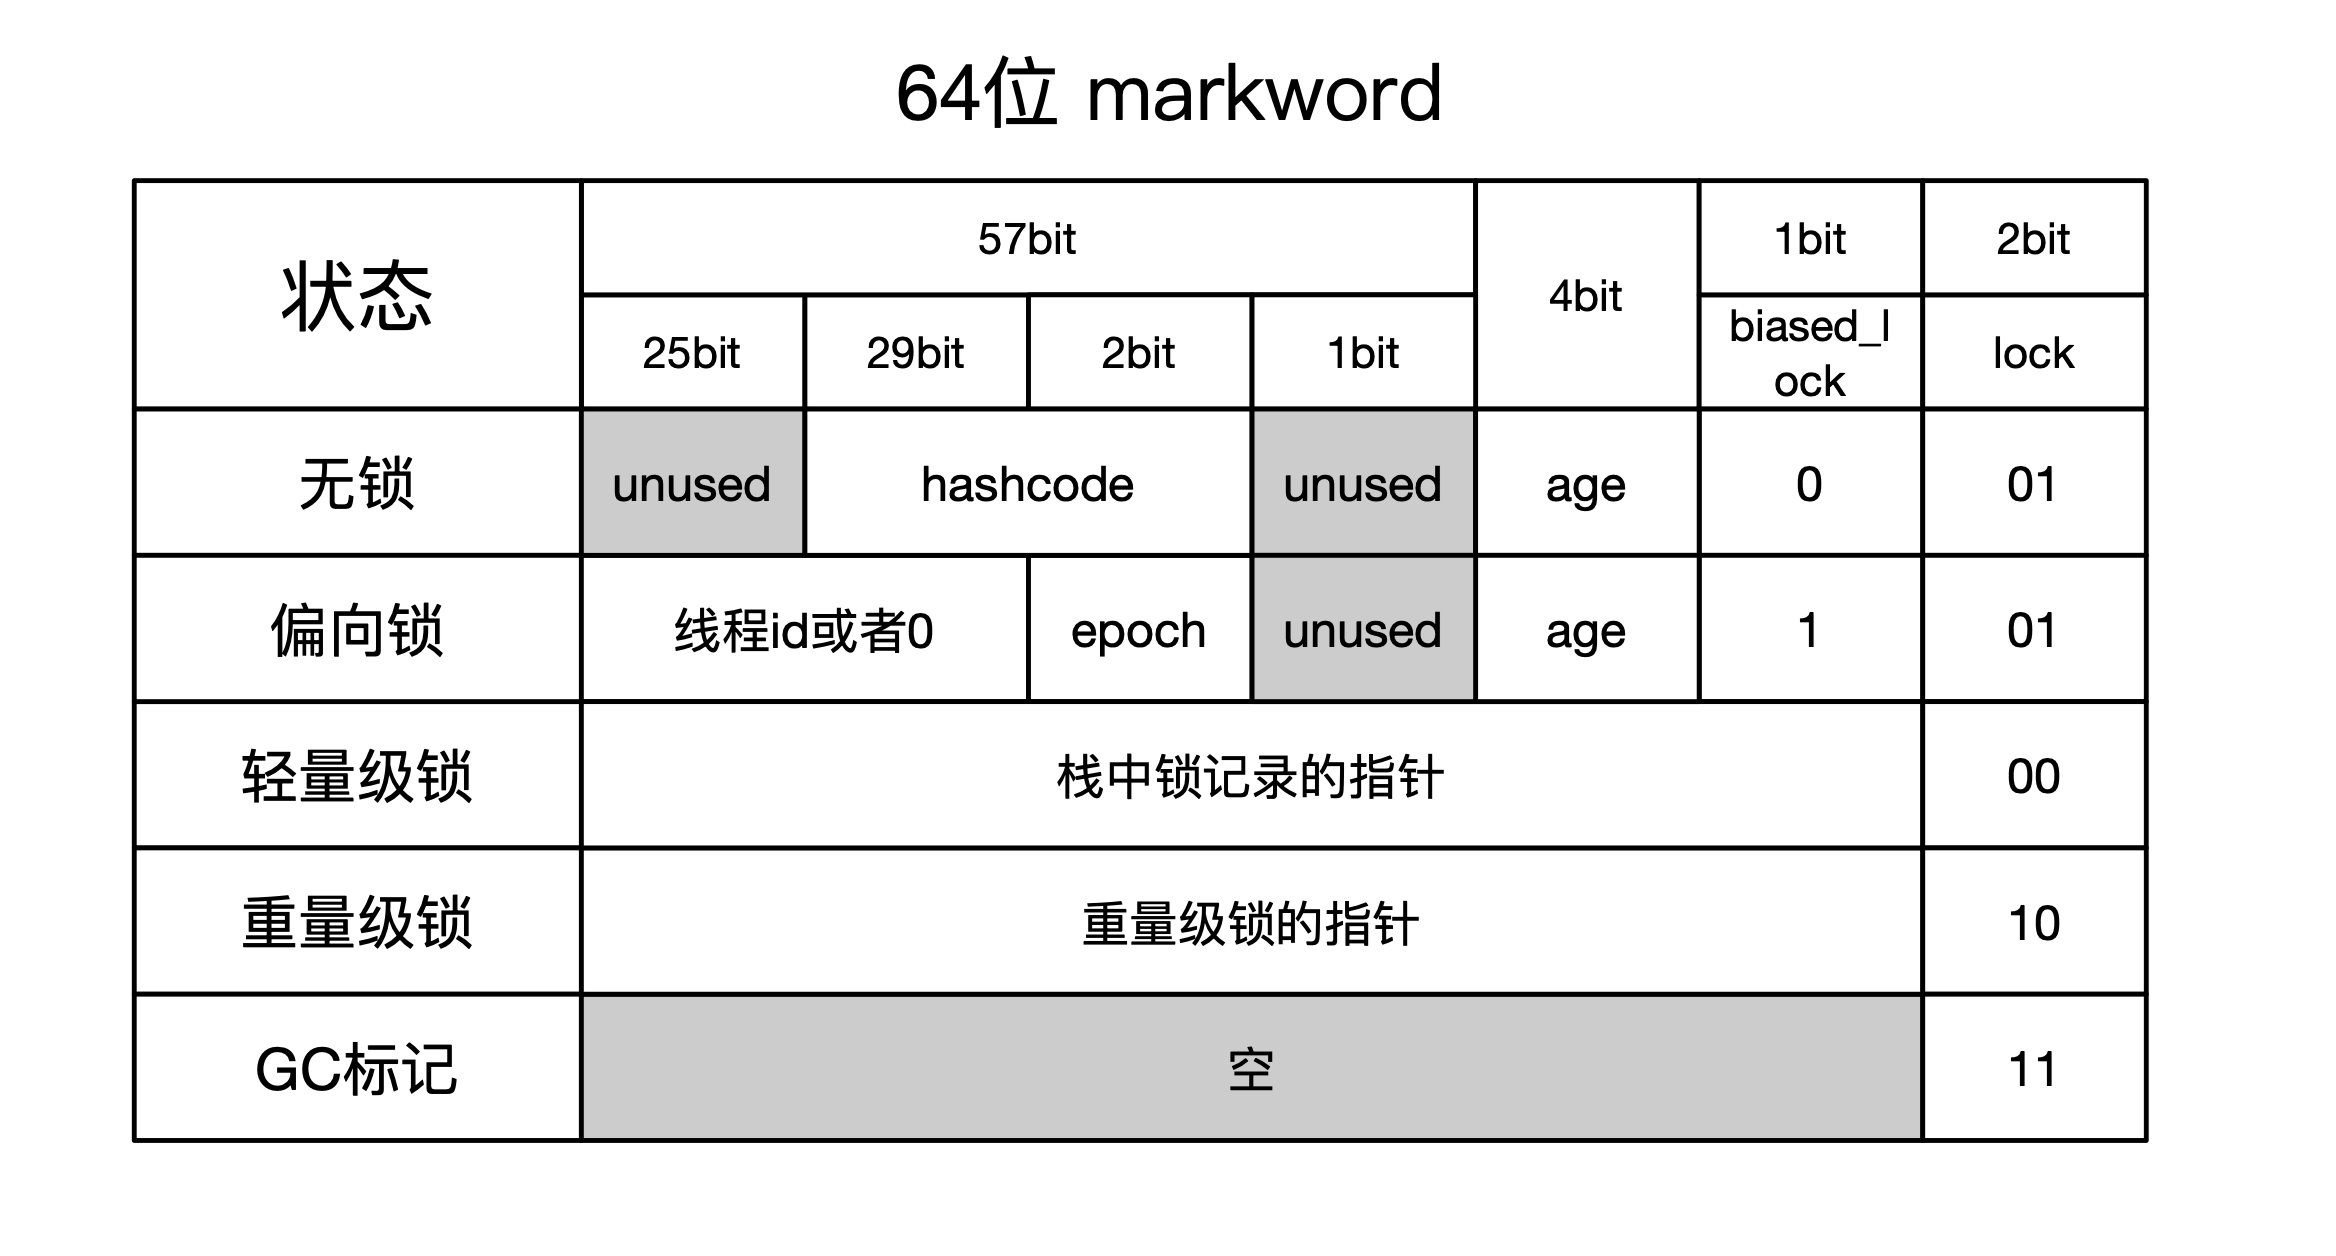 64位 markword
状态
57bit
4bit
1bit
2bit
25bit
29bit
2bit
1bit
biased_l
ock
lock
无锁
unused
hashcode
unused
age
0
01
偏向锁
线程id或者0
epoch
unused
age
1
01
轻量级锁
栈中锁记录的指针
00
重量级锁
重量级锁的指针
10
GC标记
空
11